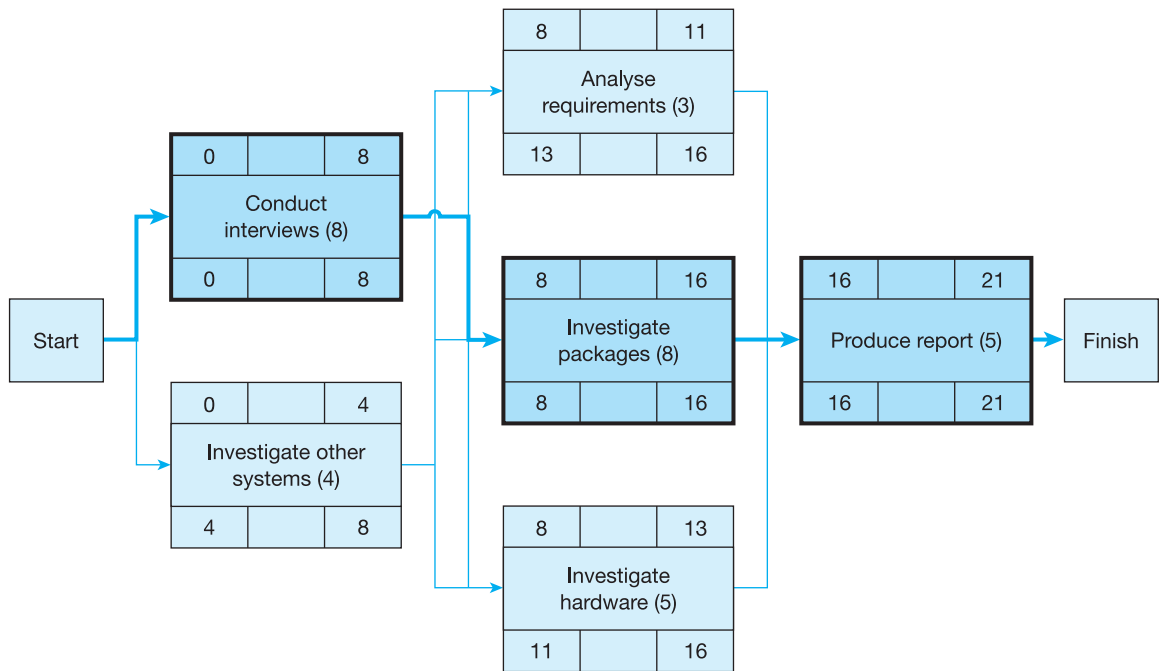 Start
0 8
Conduct
interviews (8)
0 8
0 4
Investigate other
systems (4)
4 8
8 11
Analyse
requirements (3)
13 16
8 16
Investigate
packages (8)
8 16
8 13
Investigate
hardware (5)
11 16
16 21
Produce report (5)
16 21
Finish